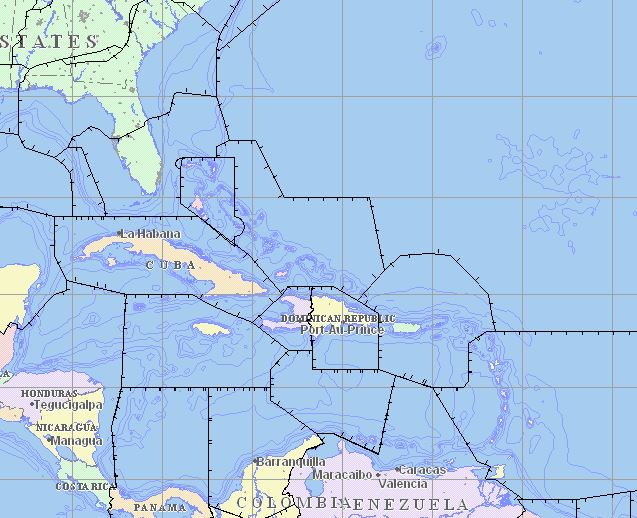 STATES
La Habana
CUBA
DOMINICAN REPUBLIC
Port-Au-Prince
A
HONDURAS
Tegucigalpa
NICARAGUA
Managua
COSTA RICA
Barranquilla
Maracaibo
Caracas
Valencia
PANAMA
COLOMBIA
VENEZUELA